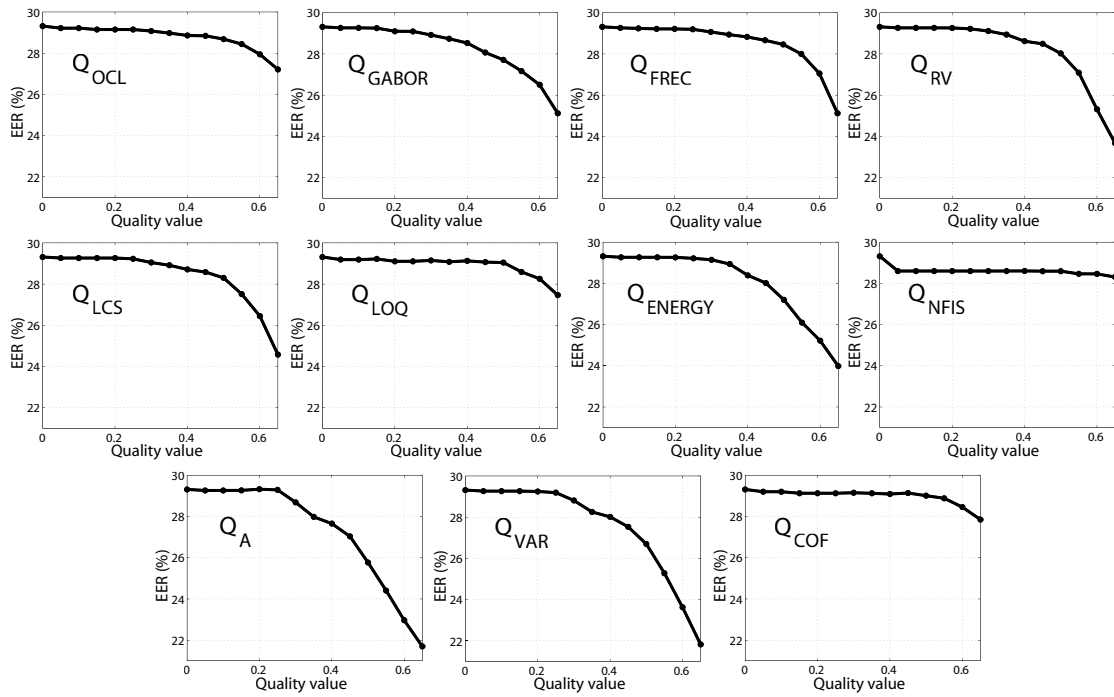 30
28
26
24
22
EER (%)
Q OCL
0 0.2 0.4 0.6
Quality value
30
28
26
24
22
EER (%)
Q GABOR
0 0.2 0.4 0.6
Quality value
30
28
26
24
22
EER (%)
Q FREC
0 0.2 0.4 0.6
Quality value
30
28
26
24
22
EER (%)
Q RV
0 0.2 0.4 0.6
Quality value
30
28
26
24
22
EER (%)
Q LCS
0 0.2 0.4 0.6
Quality value
30
28
26
24
22
EER (%)
Q LOQ
0 0.2 0.4 0.6
Quality value
30
28
26
24
22
EER (%)
Q ENERGY
0 0.2 0.4 0.6
Quality value
30
28
26
24
22
EER (%)
Q NFIS
0 0.2 0.4 0.6
Quality value
30
28
26
24
22
EER (%)
Q A
0 0.2 0.4 0.6
Quality value
30
28
26
24
22
EER (%)
Q VAR
0 0.2 0.4 0.6
Quality value
30
28
26
24
22
EER (%)
Q COF
0 0.2 0.4 0.6
Quality value